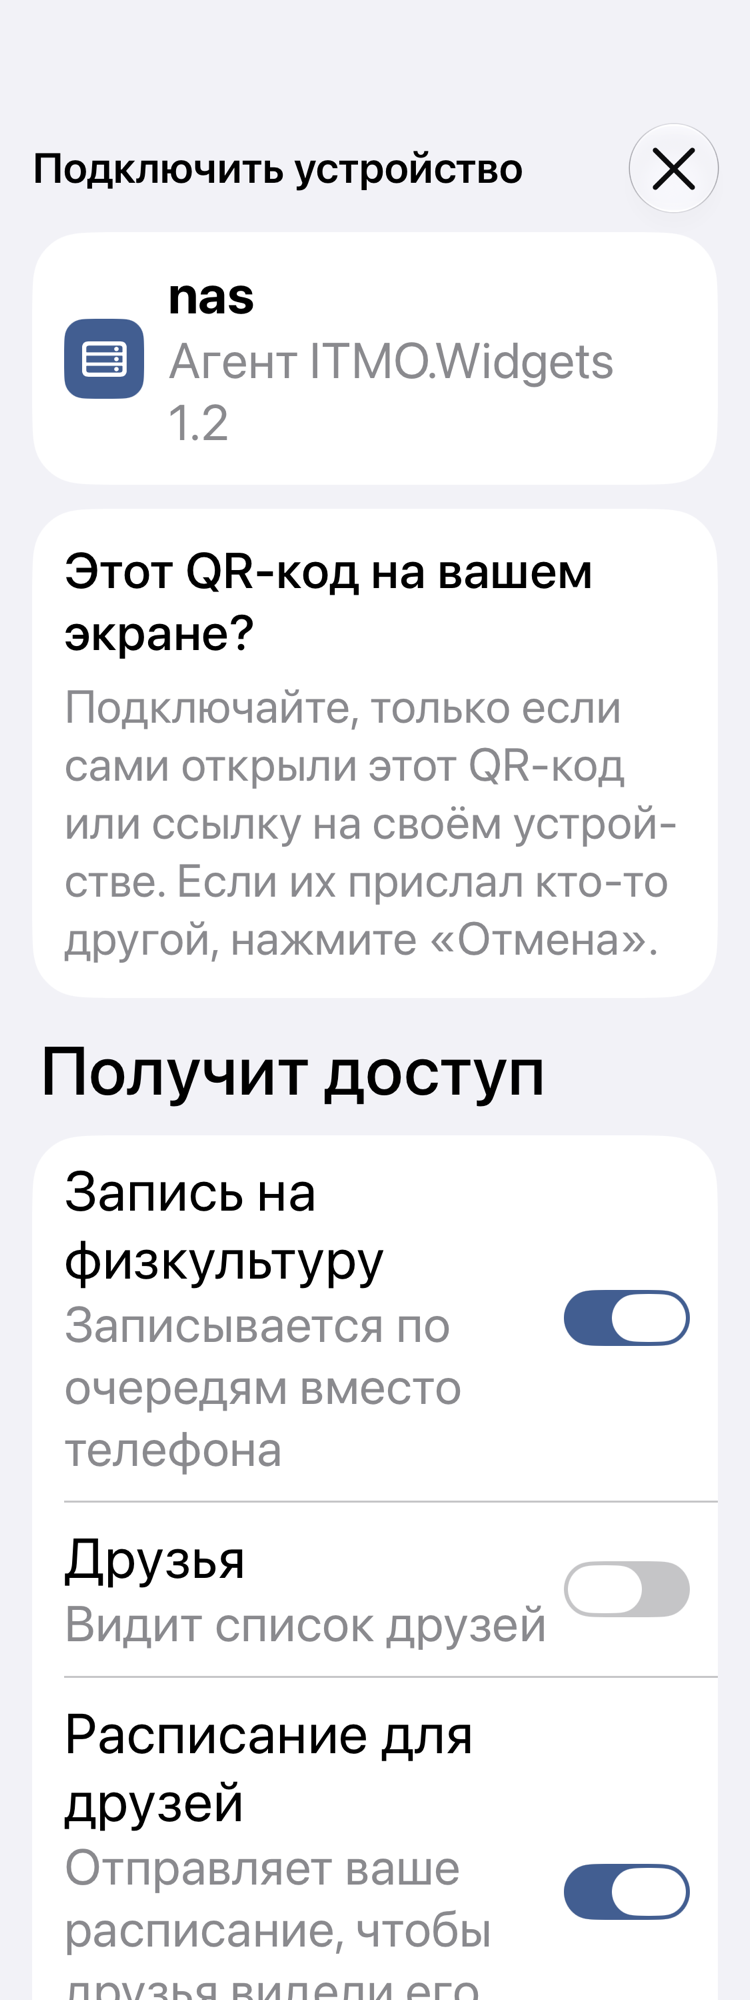 Подключить устройство
nas
Агент ITMO.Widgets
1.2
Этот QR-код на вашем
экране?
Подключайте, только если
сами открыли этот QR-код
или ссылку на своём устрой-
стве. Если их прислал кто-то
другой, нажмите «Отмена».
Получит доступ
Запись на
физкультуру
Записывается по
очередям вместо
телефона
Друзья
Видит список друзей
Расписание для
друзей
Отправляет ваше
расписание, чтобы
друзья видели его